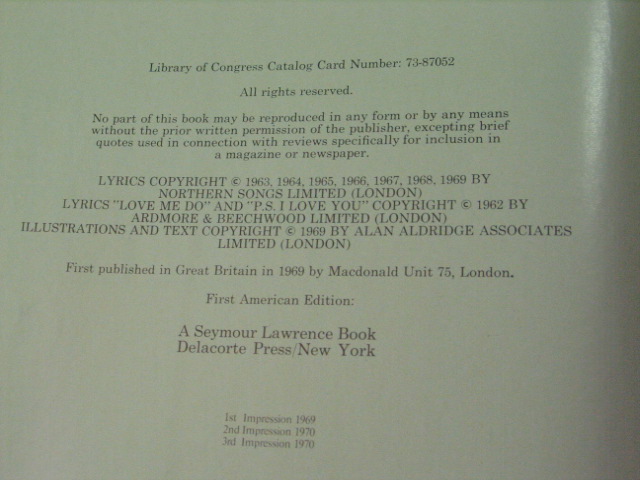 Library of Congress Catalog Card Number: 73-87052
All rights reserved.
No part of this book may be reproduced in any form or by any means
without the prior written permission of the publisher, excepting brief
quotes used in connection with reviews specifically for inclusion in
a magazine or newspaper.
LYRICS COPYRIGHT © 1963, 1964, 1965, 1966, 1967, 1968, 1969 BY
NORTHERN SONGS LIMITED (LONDON)
LYRICS "LOVE ME DO" AND "P.S. I LOVE YOU" COPYRIGHT © 1962 BY
ARDMORE & BEECHWOOD LIMITED (LONDON)
ILLUSTRATIONS AND TEXT COPYRIGHT © 1969 BY ALAN ALDRIDGE ASSOCIATES
LIMITED (LONDON)
First published in Great Britain in 1969 by Macdonald Unit 75, London.
First American Edition:
A Seymour Lawrence Book
Delacorte Press/New York
1st Impression 1969
2nd Impression 1970
3rd Impression 1970